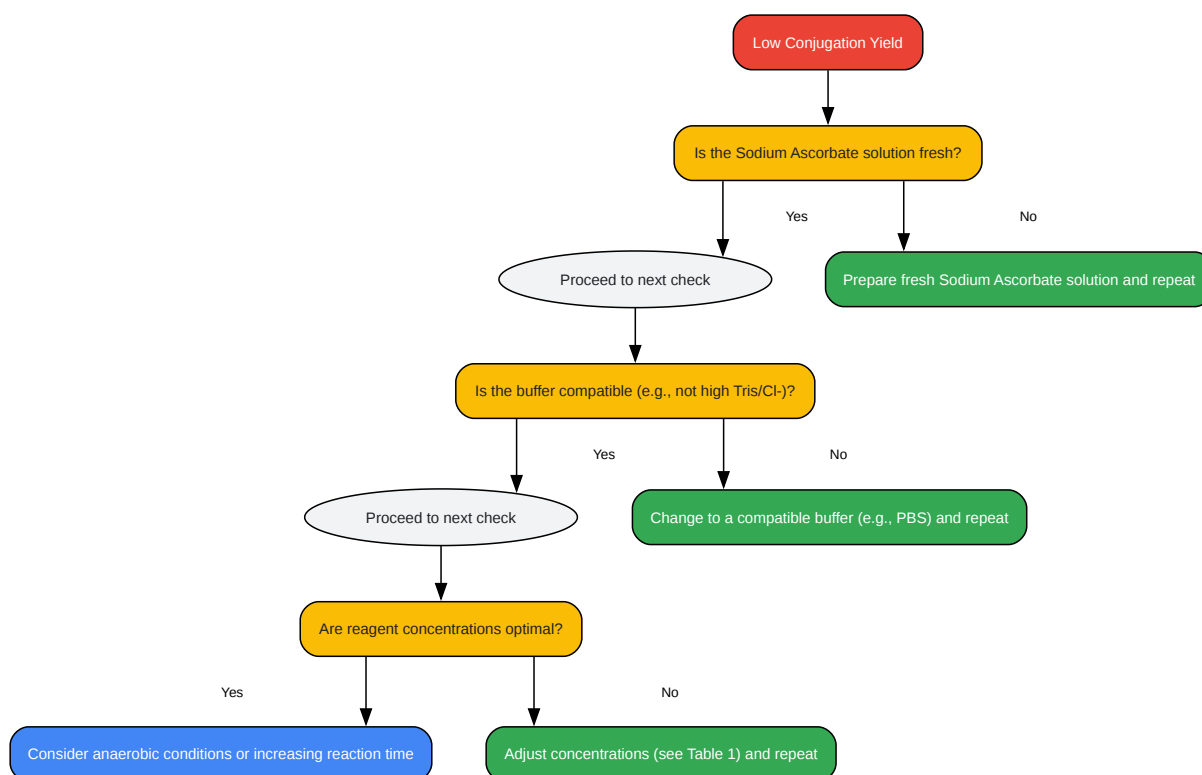 Low Conjugation Yield
Is the Sodium Ascorbate solution fresh?
Yes
No
Proceed to next check
Prepare fresh Sodium Ascorbate solution and repeat
Is the buffer compatible (e.g., not high Tris/Cl-)?
Yes
No
Proceed to next check
Change to a compatible buffer (e.g., PBS) and repeat
Are reagent concentrations optimal?
Yes
No
Consider anaerobic conditions or increasing reaction time
Adjust concentrations (see Table 1) and repeat